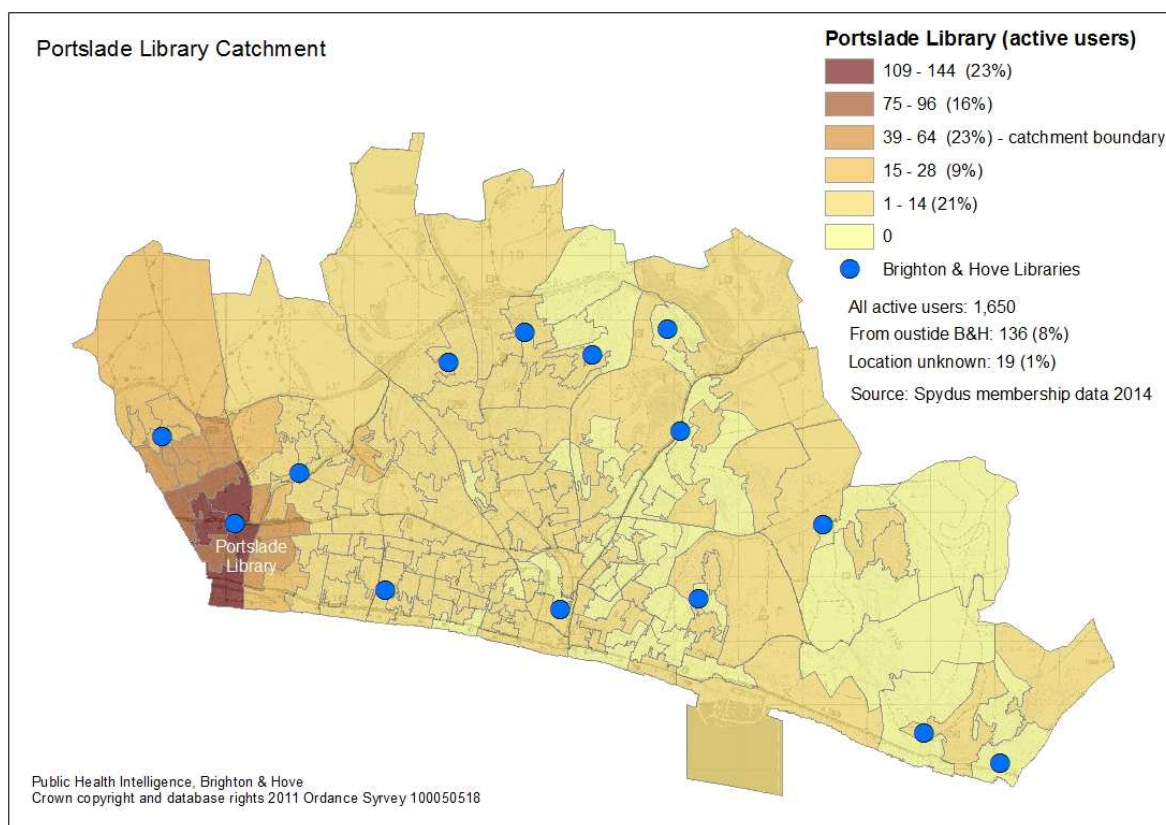 Portslade Library Catchment
Portslade Library (active users)
109 - 144 (23%)
75 - 96 (16%)
39 - 64 (23%) - catchment boundary
15 - 28 (9%)
1 - 14 (21%)
0
Brighton & Hove Libraries
All active users: 1,650
From oustide B&H: 136 (8%)
Location unknown: 19 (1%)
Source: Spydus membership data 2014
Portslade
Library
Public Health Intelligence, Brighton & Hove
Crown copyright and database rights 2011 Ordance Syrvey 100050518